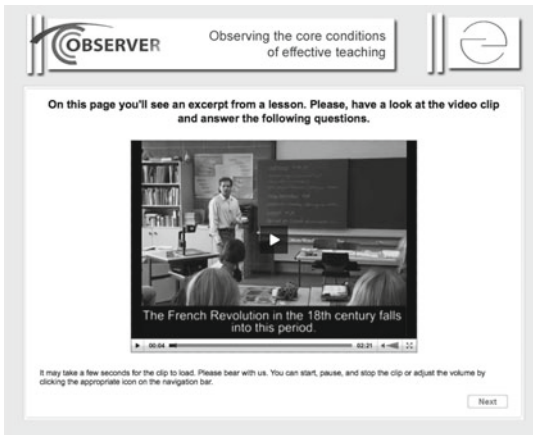 OBSERVER
Observing the core conditions
of effective teaching
On this page you'll see an excerpt from a lesson. Please, have a look at the video clip
and answer the following questions.
The French Revolution in the 18th century falls
into this period.
00:04
02:21
It may take a few seconds for the clip to load. Please bear with us. You can start, pause, and stop the clip or adjust the volume by
clicking the appropriate icon on the navigation bar.
Next